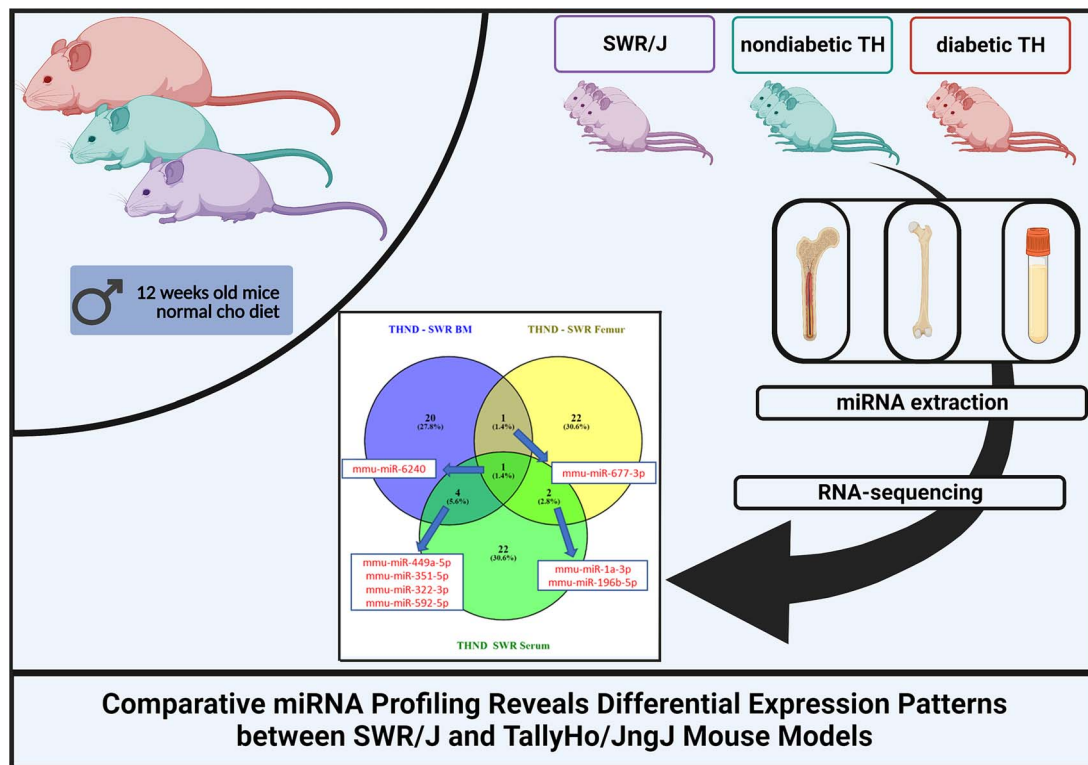 SWR/J
nondiabetic TH
diabetic TH
12 weeks old mice
normal cho diet
miRNA extraction
RNA-sequencing
THND - SWR BM
THND - SWR Femur
20
(27.8%)
1
(1.4%)
22
(30.6%)
mmu-miR-6240
1
(1.4%)
mmu-miR-677-3p
4
(5.6%)
2
(2.8%)
22
(30.6%)
mmu-miR-449a-5p
mmu-miR-351-5p
mmu-miR-322-3p
mmu-miR-592-5p
mmu-miR-1a-3p
mmu-miR-196b-5p
THND SWR Serum
Comparative miRNA Profiling Reveals Differential Expression Patterns
between SWR/J and TallyHo/JngJ Mouse Models